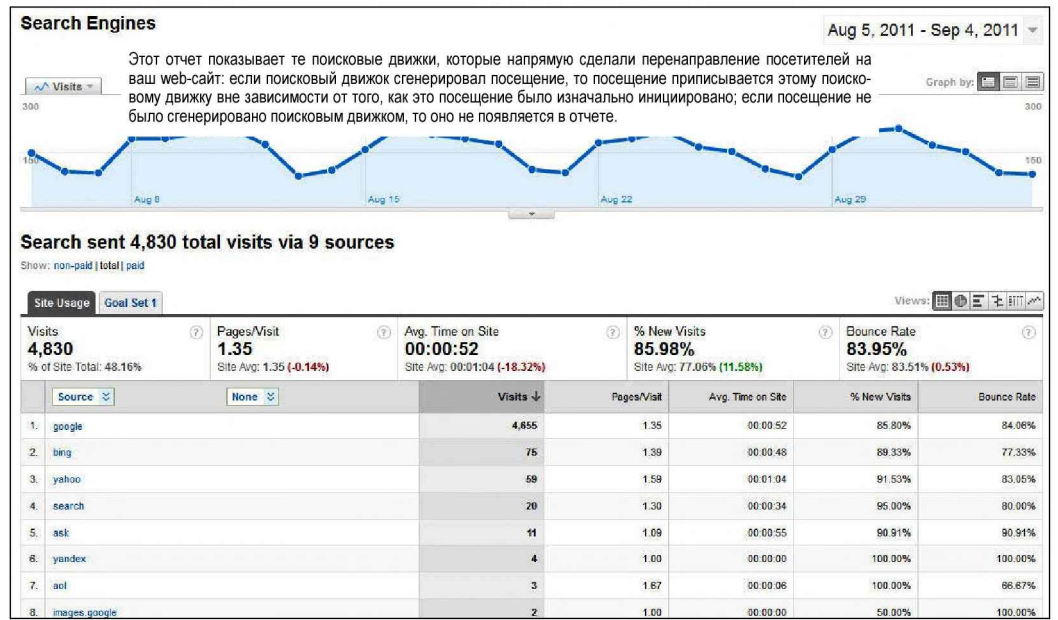 Search Engines
Aug 5, 2011 - Sep 4, 2011
Этот отчет показывает те поисковые движки, которые напрямую сделали перенаправление посетителей на
ваш web-сайт: если поисковый движок сгенерировал посещение, то посещение приписывается этому поиско-
вому движку вне зависимости от того, как это посещение было изначально инициировано; если посещение не
было сгенерировано поисковым движком, то оно не появляется в отчете.
Visits
Graph by:
300 300
150 150
Aug 8 Aug 15 Aug 22 Aug 29
Search sent 4,830 total visits via 9 sources
Show: non-paid | total | paid
Site Usage Goal Set 1 Views:
Visits Pages/Visit Avg. Time on Site % New Visits Bounce Rate
4,830 1.35 00:00:52 85.98% 83.95%
% of Site Total: 48.16% Site Avg: 1.35 (-0.14%) Site Avg: 00:01:04 (-18.32%) Site Avg: 77.06% (11.58%) Site Avg: 83.51% (0.53%)
Source None Visits Pages/Visit Avg. Time on Site % New Visits Bounce Rate
1. google 4,655 1.35 00:00:52 85.80% 84.06%
2. bing 75 1.39 00:00:48 89.33% 77.33%
3. yahoo 59 1.59 00:01:04 91.53% 83.05%
4. search 20 1.30 00:00:34 95.00% 80.00%
5. ask 11 1.09 00:00:55 90.91% 90.91%
6. yandex 4 1.00 00:00:00 100.00% 100.00%
7. aol 3 1.67 00:00:06 100.00% 66.67%
8. images.google 2 1.00 00:00:00 50.00% 100.00%